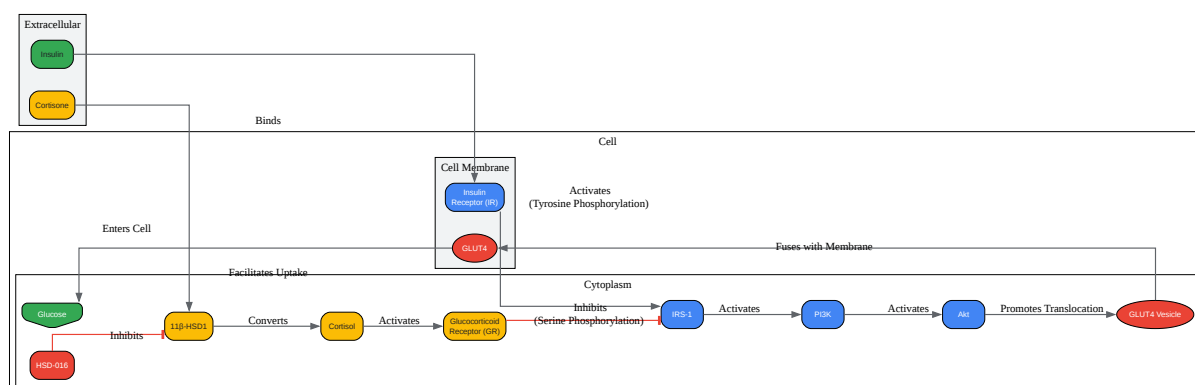 Extracellular
Insulin
Cortisone
Binds
Cell
Cell Membrane
Insulin
Receptor (IR)
Activates
(Tyrosine Phosphorylation)
Enters Cell
GLUT4
Fuses with Membrane
Facilitates Uptake
Cytoplasm
Glucose
11β-HSD1
Converts
Cortisol
Activates
Glucocorticoid
Receptor (GR)
Inhibits
(Serine Phosphorylation)
IRS-1
Activates
PI3K
Activates
Akt
Promotes Translocation
GLUT4 Vesicle
Inhibits
HSD-016